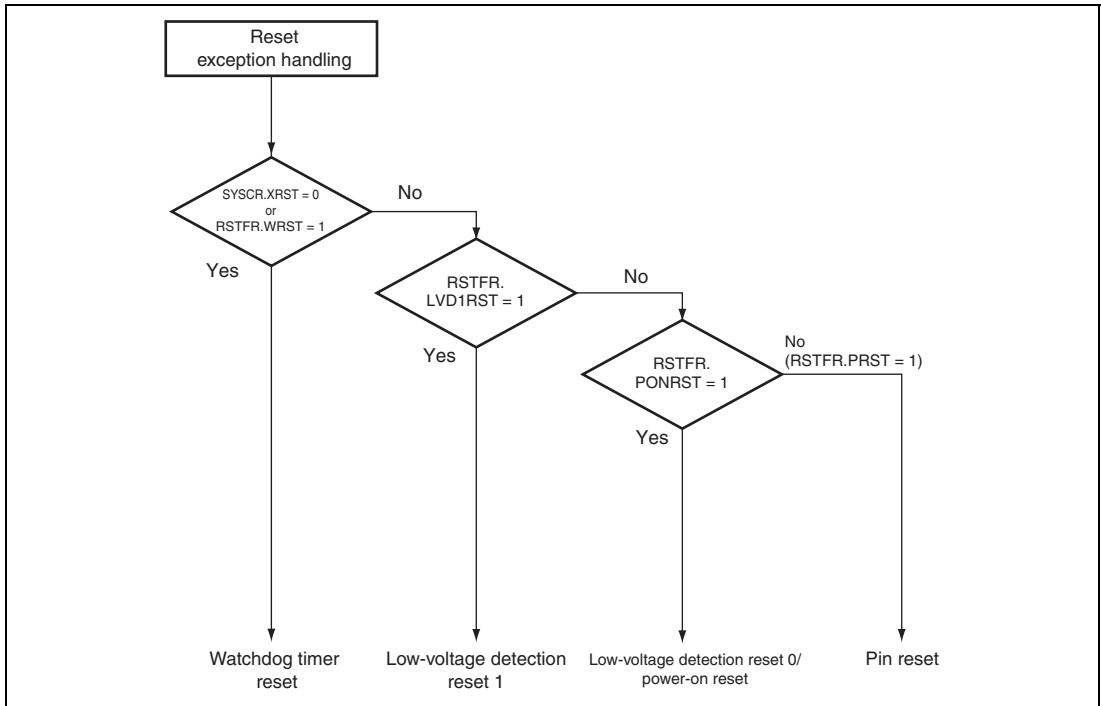 Reset
exception handling
SYSCR.XRST = 0
or
RSTFR.WRST = 1
No
Yes
RSTFR.
LVD1RST = 1
No
Yes
RSTFR.
PONRST = 1
No
(RSTFR.PRST = 1)
Yes
Watchdog timer
reset
Low-voltage detection
reset 1
Low-voltage detection reset 0/
power-on reset
Pin reset